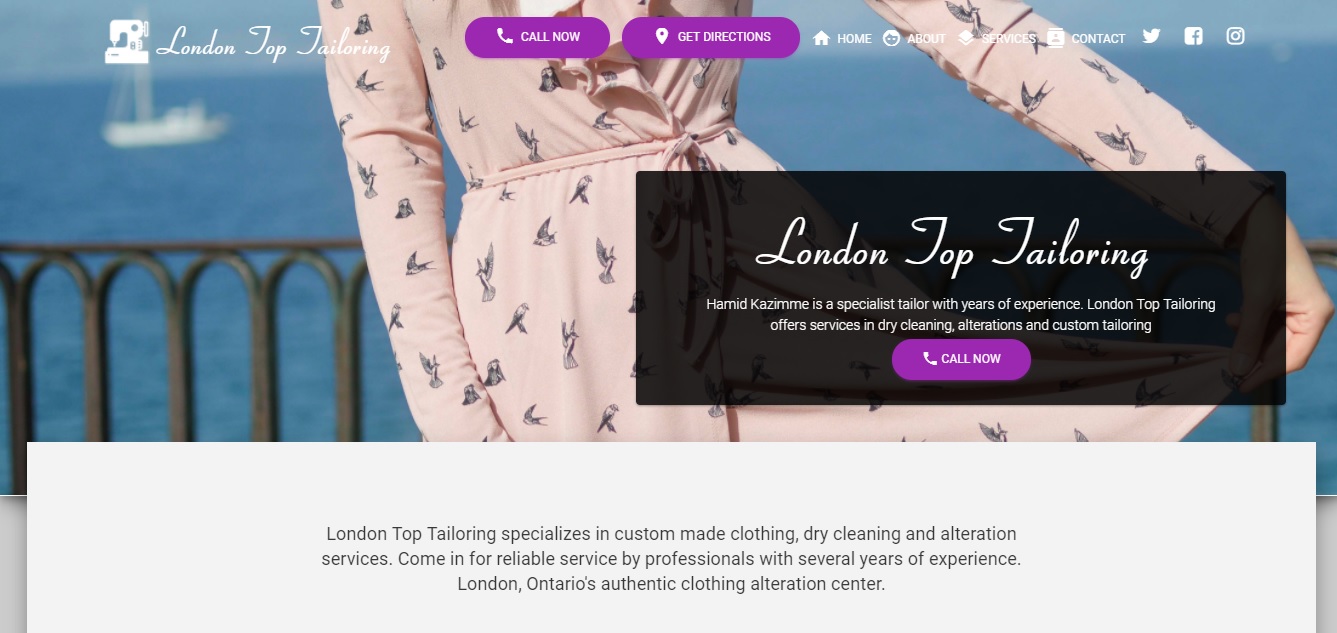 London Top Tailoring
CALL NOW
GET DIRECTIONS
HOME
ABOUT
SERVICES
CONTACT
London Top Tailoring
Hamid Kazimme is a specialist tailor with years of experience. London Top Tailoring
offers services in dry cleaning, alterations and custom tailoring
CALL NOW
London Top Tailoring specializes in custom made clothing, dry cleaning and alteration
services. Come in for reliable service by professionals with several years of experience.
London, Ontario's authentic clothing alteration center.